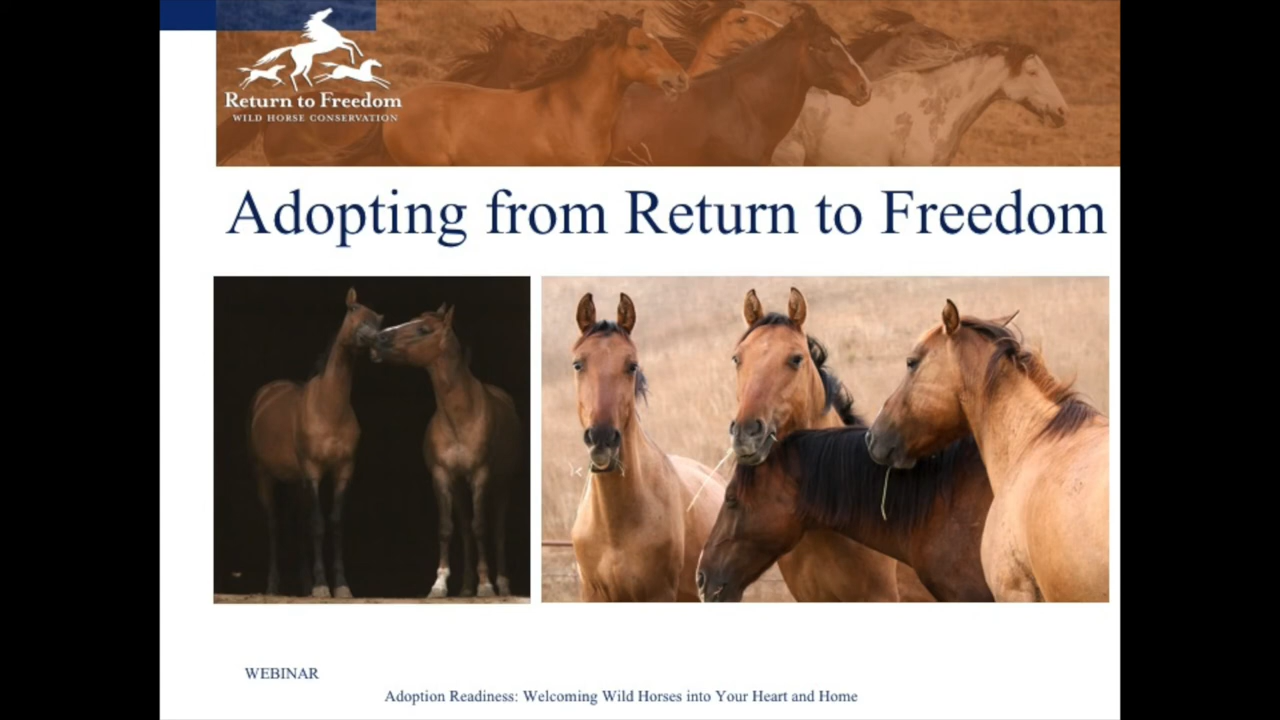 Return to Freedom
WILD HORSE CONSERVATION
Adopting from Return to Freedom
WEBINAR
Adoption Readiness: Welcoming Wild Horses into Your Heart and Home